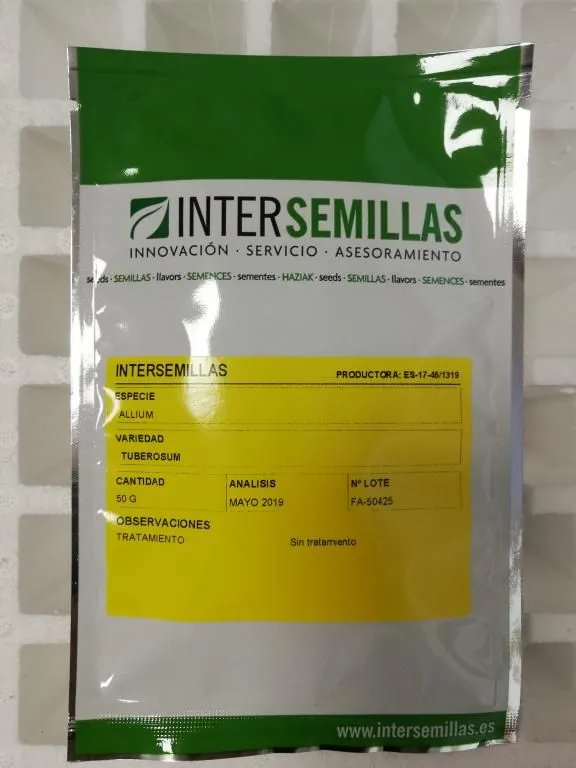 INTERSEMILLAS
INNOVACIÓN · SERVICIO · ASESORAMIENTO
seeds · SEMILLAS · llavors · SEMENCES · sementes · HAZIAK · seeds · SEMILLAS · llavors · SEMENCES · sementes
INTERSEMILLAS PRODUCTORA: ES-17-46/1319
ESPECIE
ALLIUM
VARIEDAD
TUBEROSUM
CANTIDAD ANALISIS Nº LOTE
50 G MAYO 2019 FA-50425
OBSERVACIONES
TRATAMIENTO Sin tratamiento
www.intersemillas.es